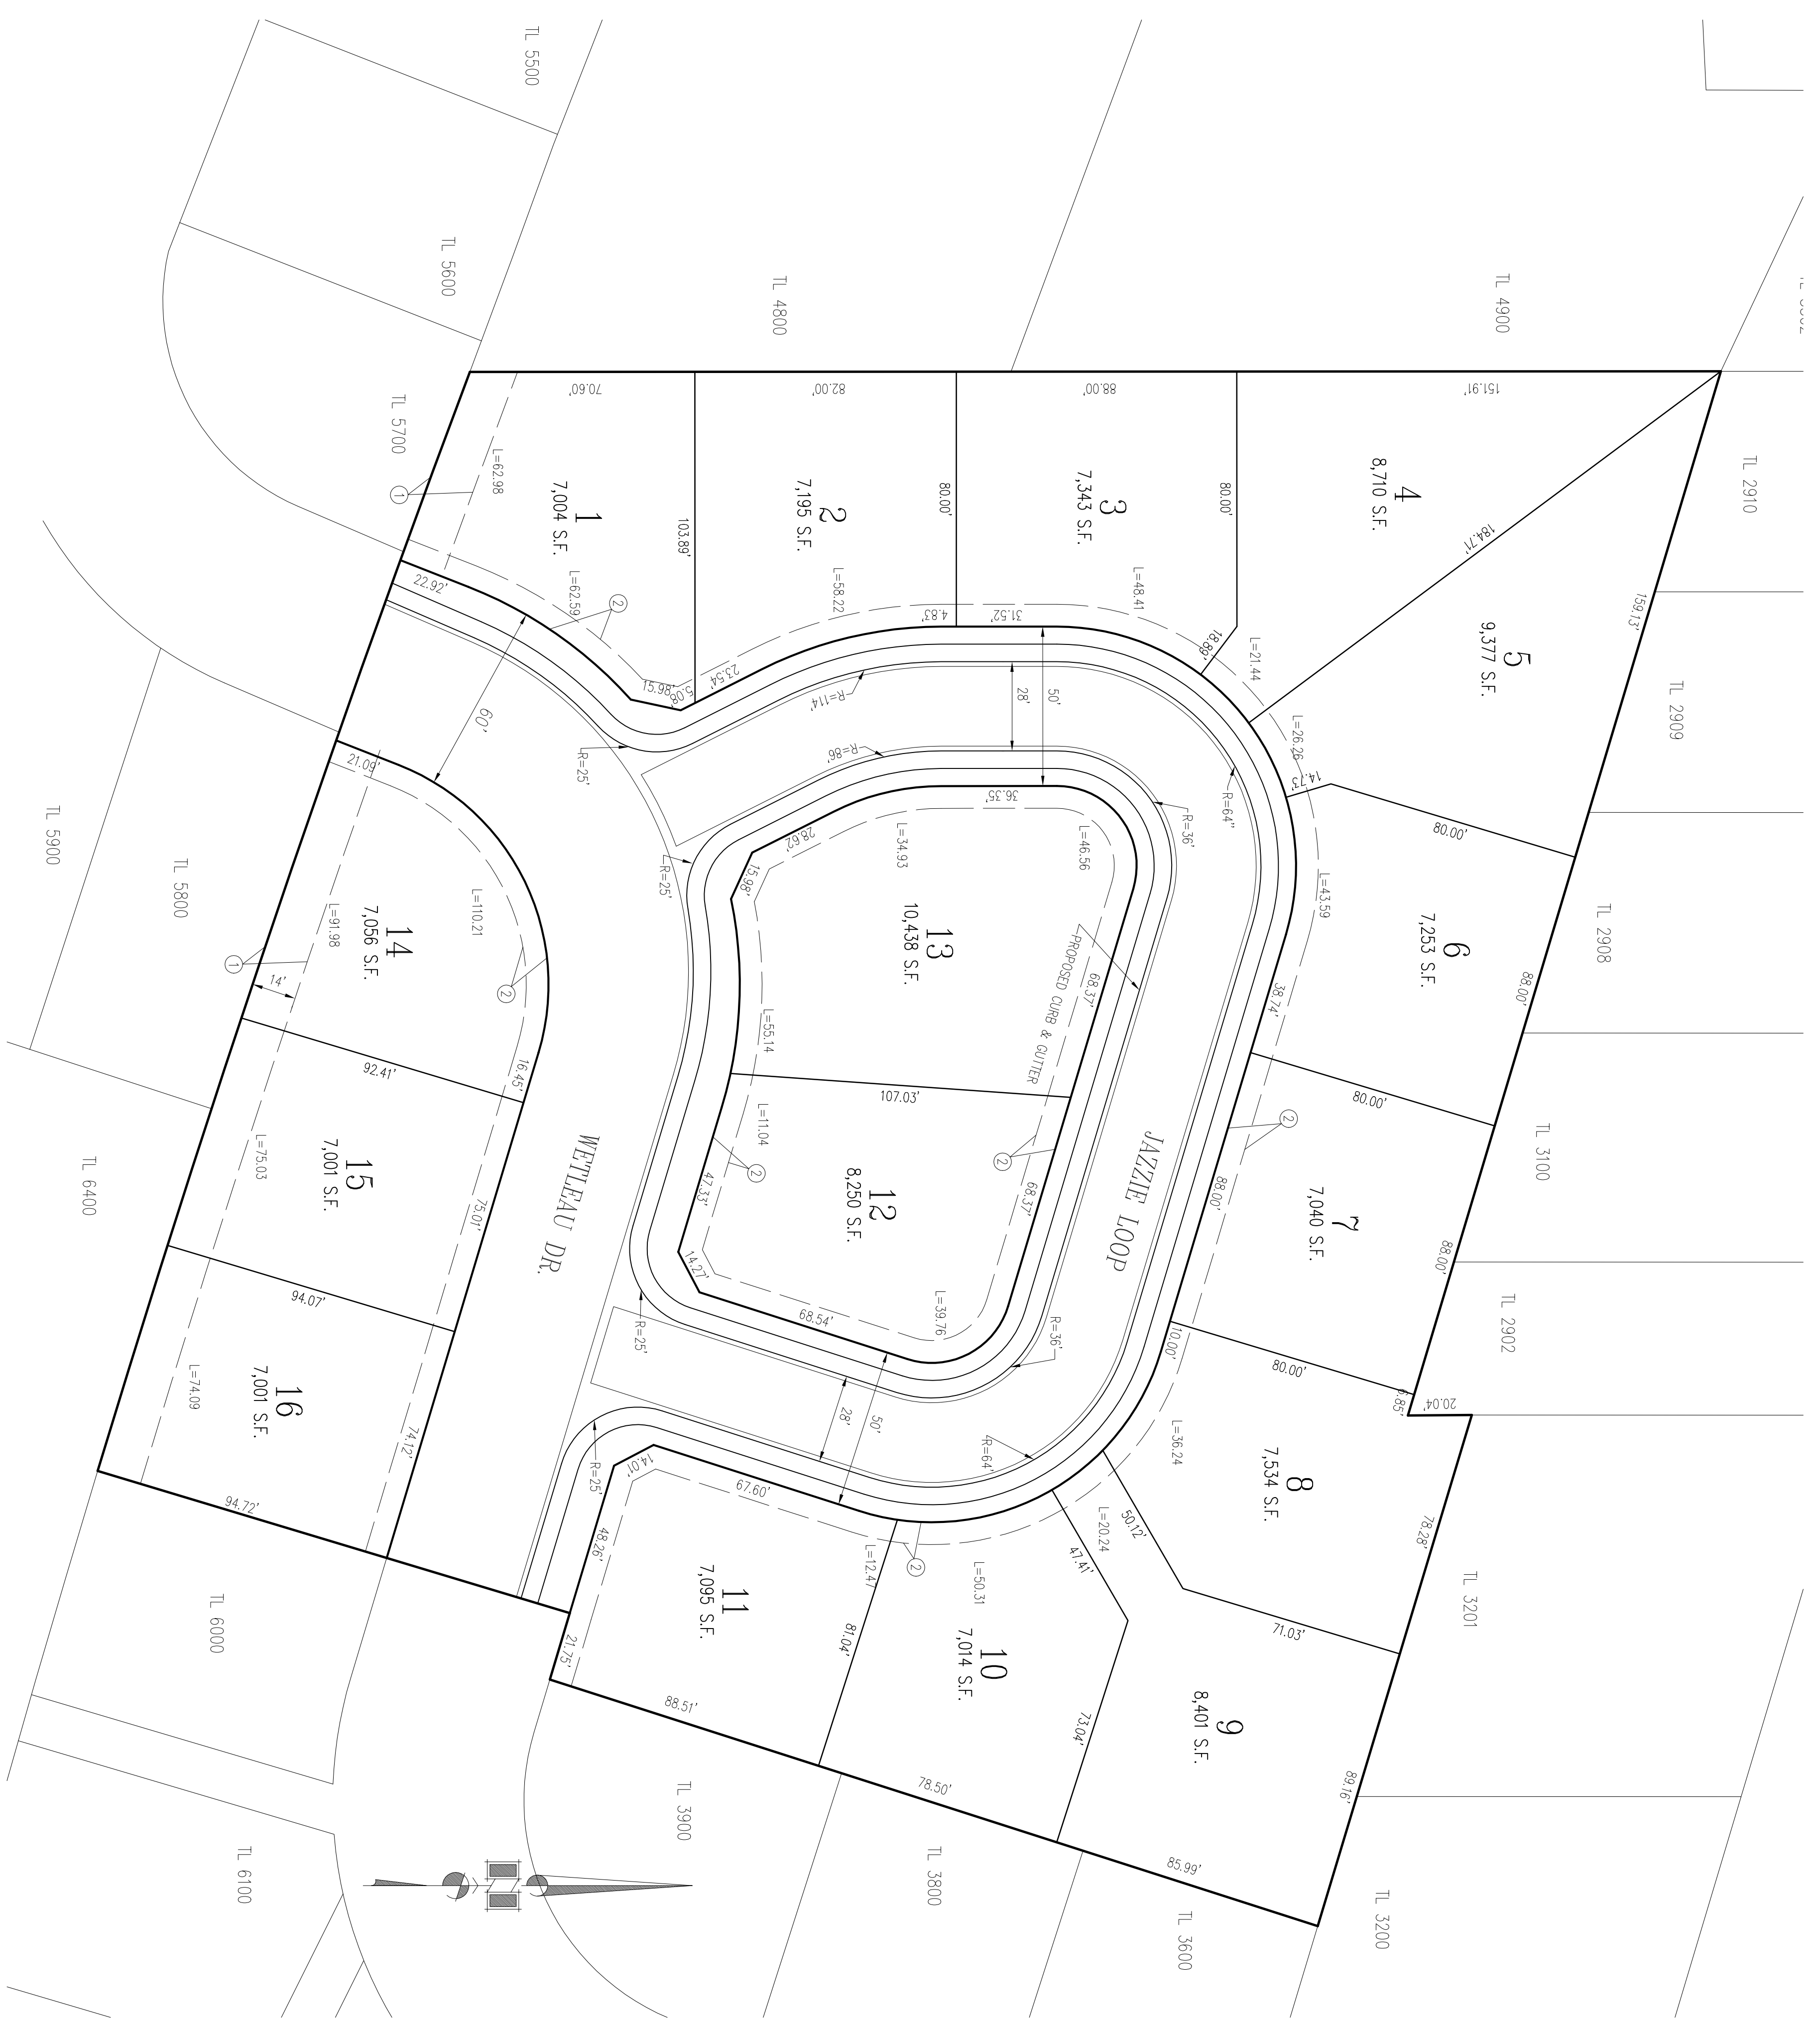 TL 5500
TL 5600
TL 5700
TL 4800
TL 4900
TL 2910
TL 2909
TL 2908
TL 3100
TL 2902
TL 3201
TL 3200
TL 3600
TL 3800
TL 3900
TL 6100
TL 6000
TL 6400
TL 5800
TL 5900
1
7,004 S.F.
70.60'
L=62.98
103.89'
L=62.59
22.92'
15.98'
5.08'
1
2
2
7,195 S.F.
82.00'
80.00'
L=58.22
4.83'
23.54'
3
7,343 S.F.
88.00'
80.00'
L=48.41
31.52'
18.69'
4
8,710 S.F.
151.91'
184.71'
L=21.44
5
9,377 S.F.
159.13'
L=26.26
14.73'
80.00'
6
7,253 S.F.
88.00'
L=43.59
38.74'
80.00'
7
7,040 S.F.
88.00'
88.00'
80.00'
2
8
7,534 S.F.
6.85'
20.04'
78.28'
10.00'
L=36.24
50.12'
71.03'
9
8,401 S.F.
89.16'
85.99'
L=20.24
47.41'
73.04'
10
7,014 S.F.
78.50'
L=50.31
81.04'
2
11
7,095 S.F.
L=12.47
67.60'
14.01'
48.26'
21.75'
88.51'
12
8,250 S.F.
107.03'
68.37'
L=39.76
68.54'
14.27'
47.33'
L=11.04
2
2
13
10,438 S.F.
36.35'
L=46.56
L=34.93
28.62'
15.98'
L=55.14
68.37'
PROPOSED CURB & GUTTER
14
7,056 S.F.
21.09'
L=110.21
L=91.98
16.45'
92.41'
14'
1
2
15
7,001 S.F.
75.01'
L=75.03
94.07'
16
7,001 S.F.
74.12'
L=74.09
94.72'
WETLEAU DR.
JAZZIE LOOP
60'
50'
28'
R=114'
R=86'
R=25'
R=25'
R=36'
R=64"
R=36'
R=64'
R=25'
R=25'
28'
50'